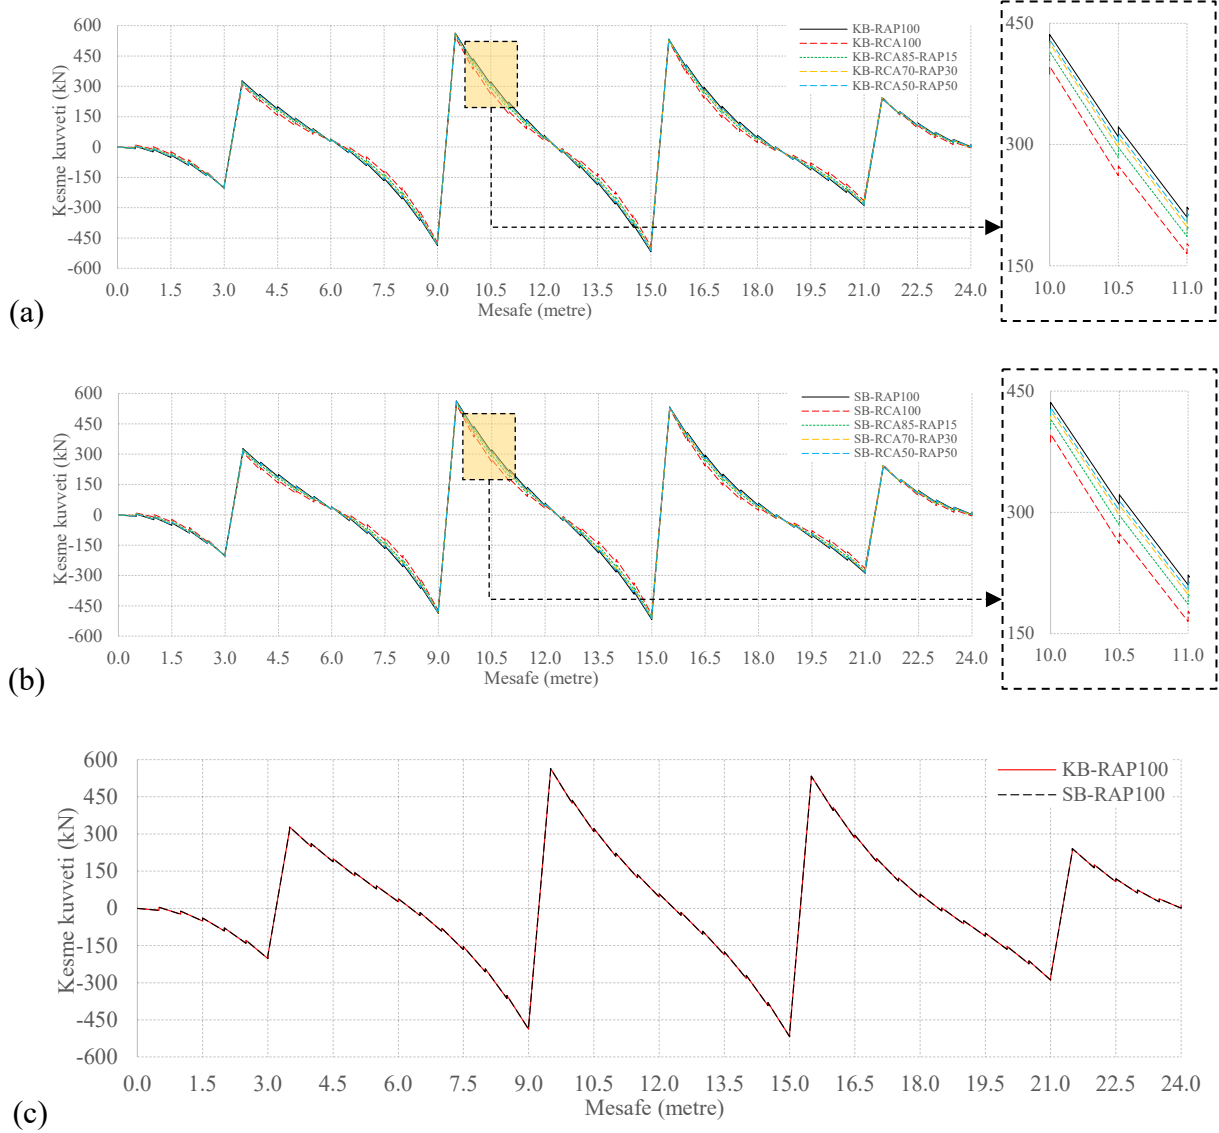 600
450
300
150
0
-150
-300
-450
-600
Kesme kuvveti (kN)
KB-RAP100
KB-RCA100
KB-RCA85-RAP15
KB-RCA70-RAP30
KB-RCA50-RAP50
0.0 1.5 3.0 4.5 6.0 7.5 9.0 10.5 12.0 13.5 15.0 16.5 18.0 19.5 21.0 22.5 24.0
Mesafe (metre)
450
300
150
10.0 10.5 11.0
(a)
600
450
300
150
0
-150
-300
-450
-600
Kesme kuvveti (kN)
SB-RAP100
SB-RCA100
SB-RCA85-RAP15
SB-RCA70-RAP30
SB-RCA50-RAP50
0.0 1.5 3.0 4.5 6.0 7.5 9.0 10.5 12.0 13.5 15.0 16.5 18.0 19.5 21.0 22.5 24.0
Mesafe (metre)
450
300
150
10.0 10.5 11.0
(b)
600
450
300
150
0
-150
-300
-450
-600
Kesme kuvveti (kN)
KB-RAP100
SB-RAP100
0.0 1.5 3.0 4.5 6.0 7.5 9.0 10.5 12.0 13.5 15.0 16.5 18.0 19.5 21.0 22.5 24.0
Mesafe (metre)
(c)